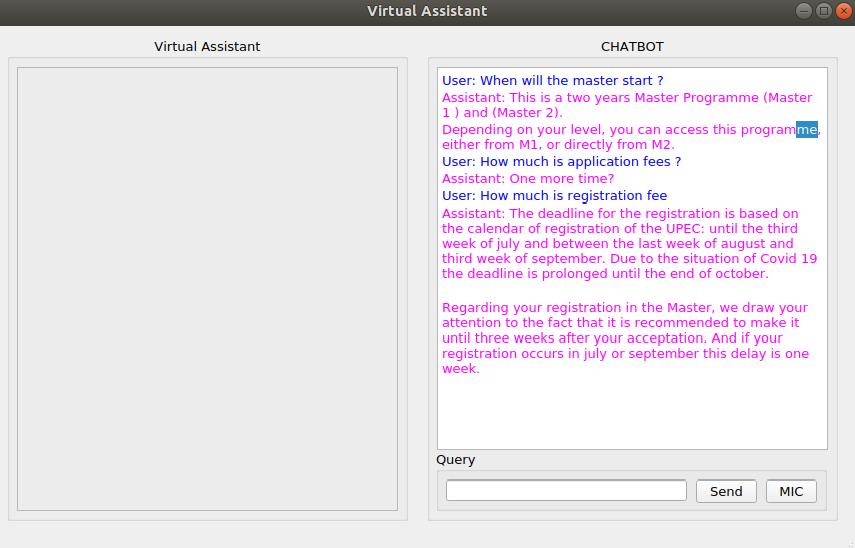 Virtual Assistant
Virtual Assistant
CHATBOT
User: When will the master start ?
Assistant: This is a two years Master Programme (Master
1 ) and (Master 2).
Depending on your level, you can access this programme,
either from M1, or directly from M2.
User: How much is application fees ?
Assistant: One more time?
User: How much is registration fee
Assistant: The deadline for the registration is based on
the calendar of registration of the UPEC: until the third
week of july and between the last week of august and
third week of september. Due to the situation of Covid 19
the deadline is prolonged until the end of october.
Regarding your registration in the Master, we draw your
attention to the fact that it is recommended to make it
until three weeks after your acceptation. And if your
registration occurs in july or september this delay is one
week.
Query
Send
MIC